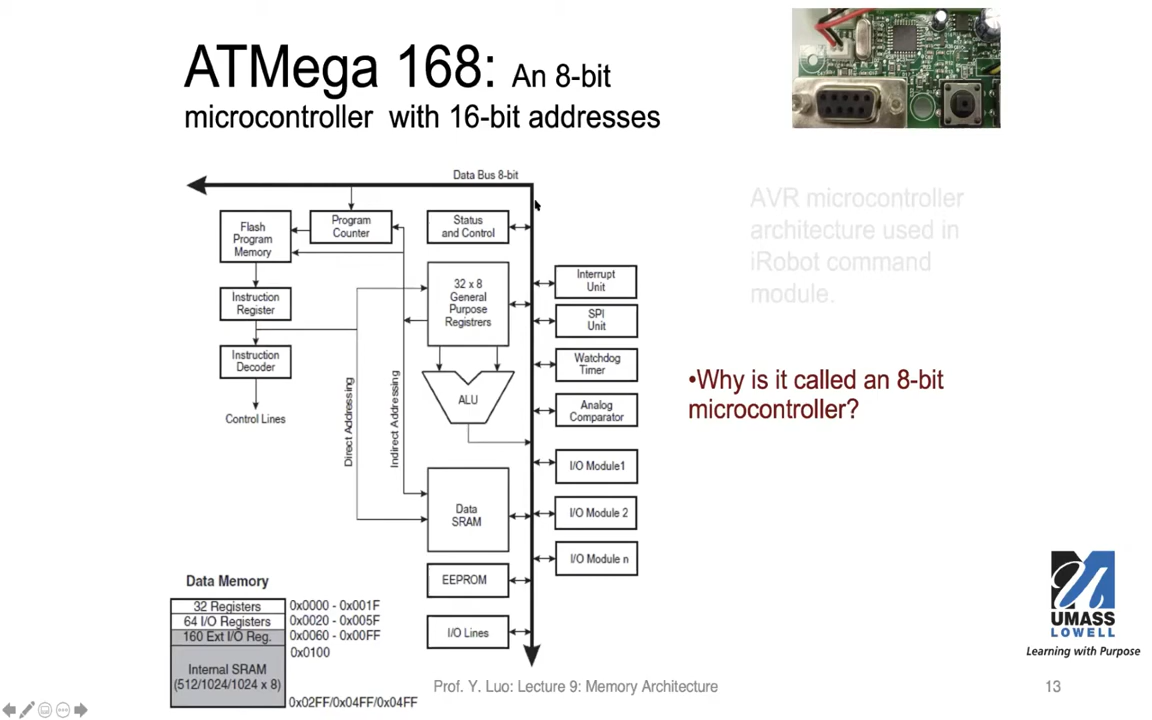 ATMega 168: An 8-bit
microcontroller with 16-bit addresses
Data Bus 8-bit
Flash
Program
Memory
Program
Counter
Status
and Control
Instruction
Register
32 x 8
General
Purpose
Registrers
Interrupt
Unit
SPI
Unit
Instruction
Decoder
Watchdog
Timer
ALU
Analog
Comparator
Control Lines
Direct Addressing
Indirect Addressing
I/O Module1
Data
SRAM
I/O Module 2
I/O Module n
EEPROM
I/O Lines
AVR microcontroller
architecture used in
iRobot command
module.
•Why is it called an 8-bit
microcontroller?
Data Memory
32 Registers 0x0000 - 0x001F
64 I/O Registers 0x0020 - 0x005F
160 Ext I/O Reg. 0x0060 - 0x00FF
0x0100
Internal SRAM
(512/1024/1024 x 8)
0x02FF/0x04FF/0x04FF
UMASS
LOWELL
Learning with Purpose
Prof. Y. Luo: Lecture 9: Memory Architecture
13